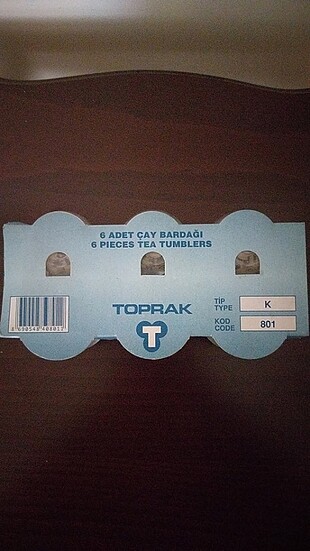 6 ADET ÇAY BARDAĞI
6 PIECES TEA TUMBLERS
TOPRAK
T
TİP
TYPE
K
KOD
CODE
801